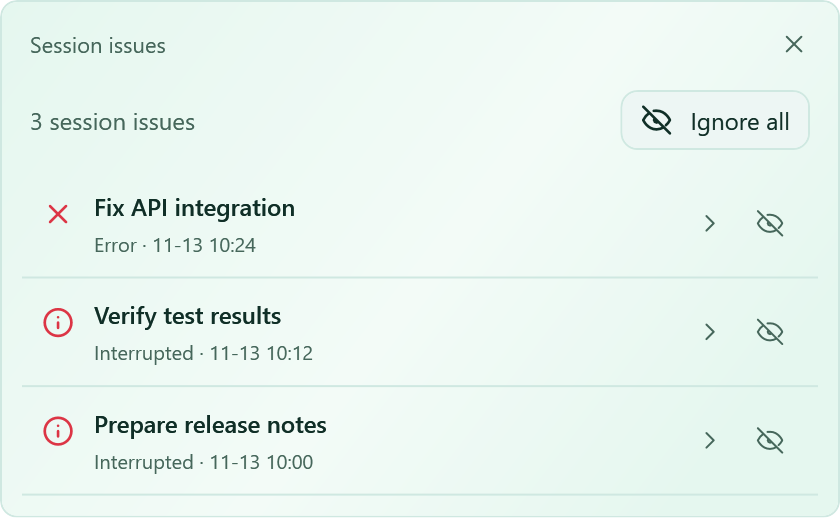 Session issues
3 session issues
Ignore all
Fix API integration
Error · 11-13 10:24
Verify test results
Interrupted · 11-13 10:12
Prepare release notes
Interrupted · 11-13 10:00